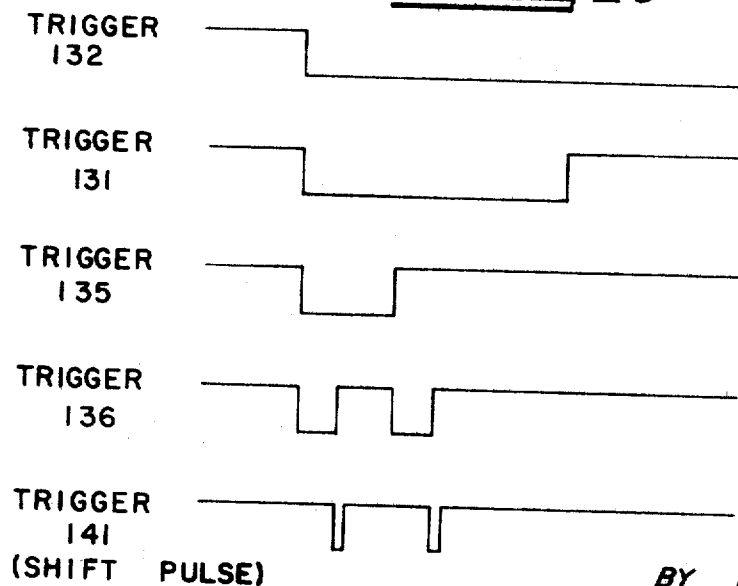 TRIGGER
132
TRIGGER
131
TRIGGER
135
TRIGGER
136
TRIGGER
141
(SHIFT PULSE)
BY